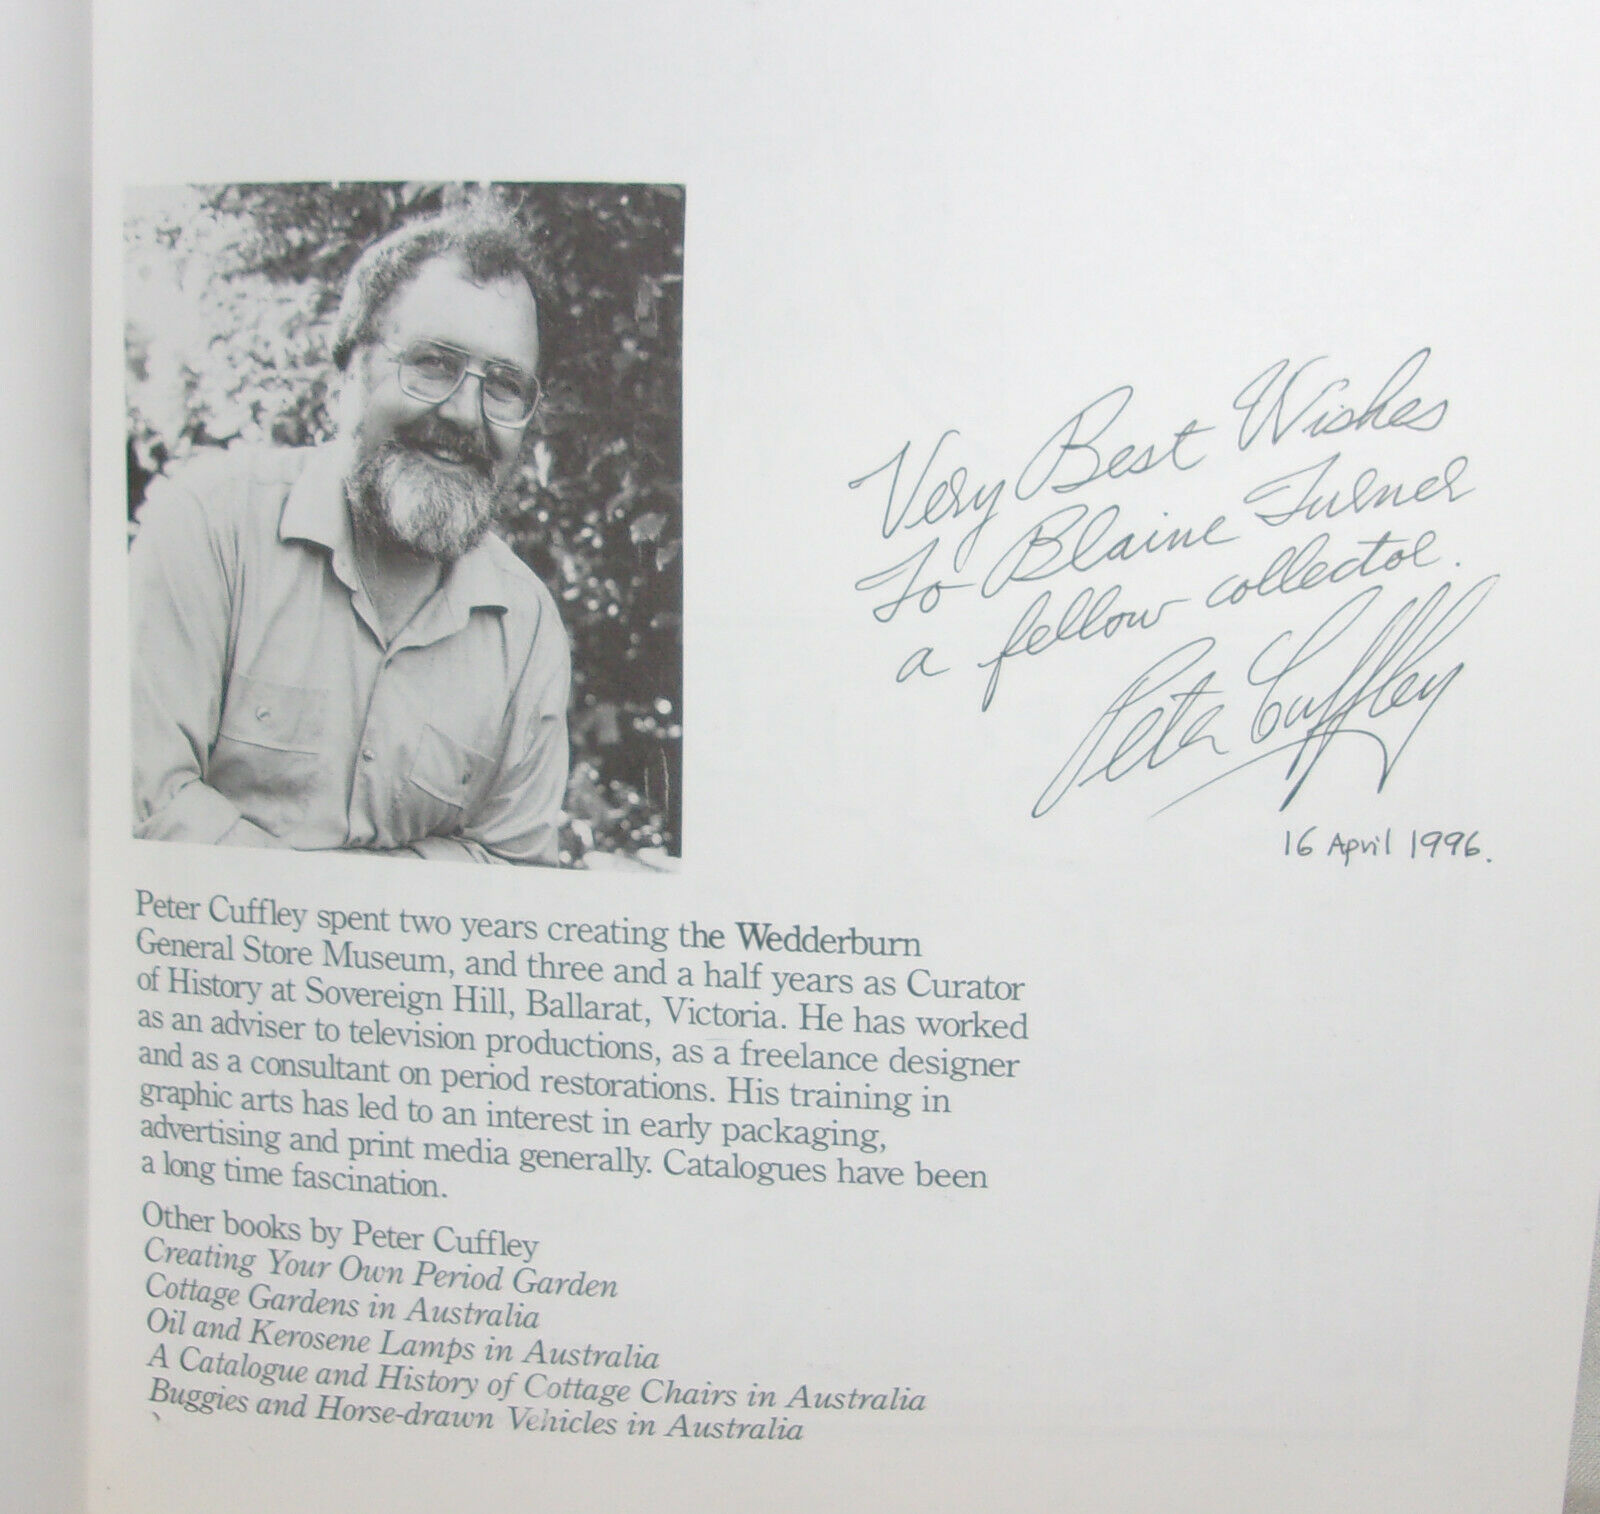 Very Best Wishes
To Blaine Turner
a fellow collector.
Peter Cuffley
16 April 1996.
Peter Cuffley spent two years creating the Wedderburn
General Store Museum, and three and a half years as Curator
of History at Sovereign Hill, Ballarat, Victoria. He has worked
as an adviser to television productions, as a freelance designer
and as a consultant on period restorations. His training in
graphic arts has led to an interest in early packaging,
advertising and print media generally. Catalogues have been
a long time fascination.
Other books by Peter Cuffley
Creating Your Own Period Garden
Cottage Gardens in Australia
Oil and Kerosene Lamps in Australia
A Catalogue and History of Cottage Chairs in Australia
Buggies and Horse-drawn Vehicles in Australia